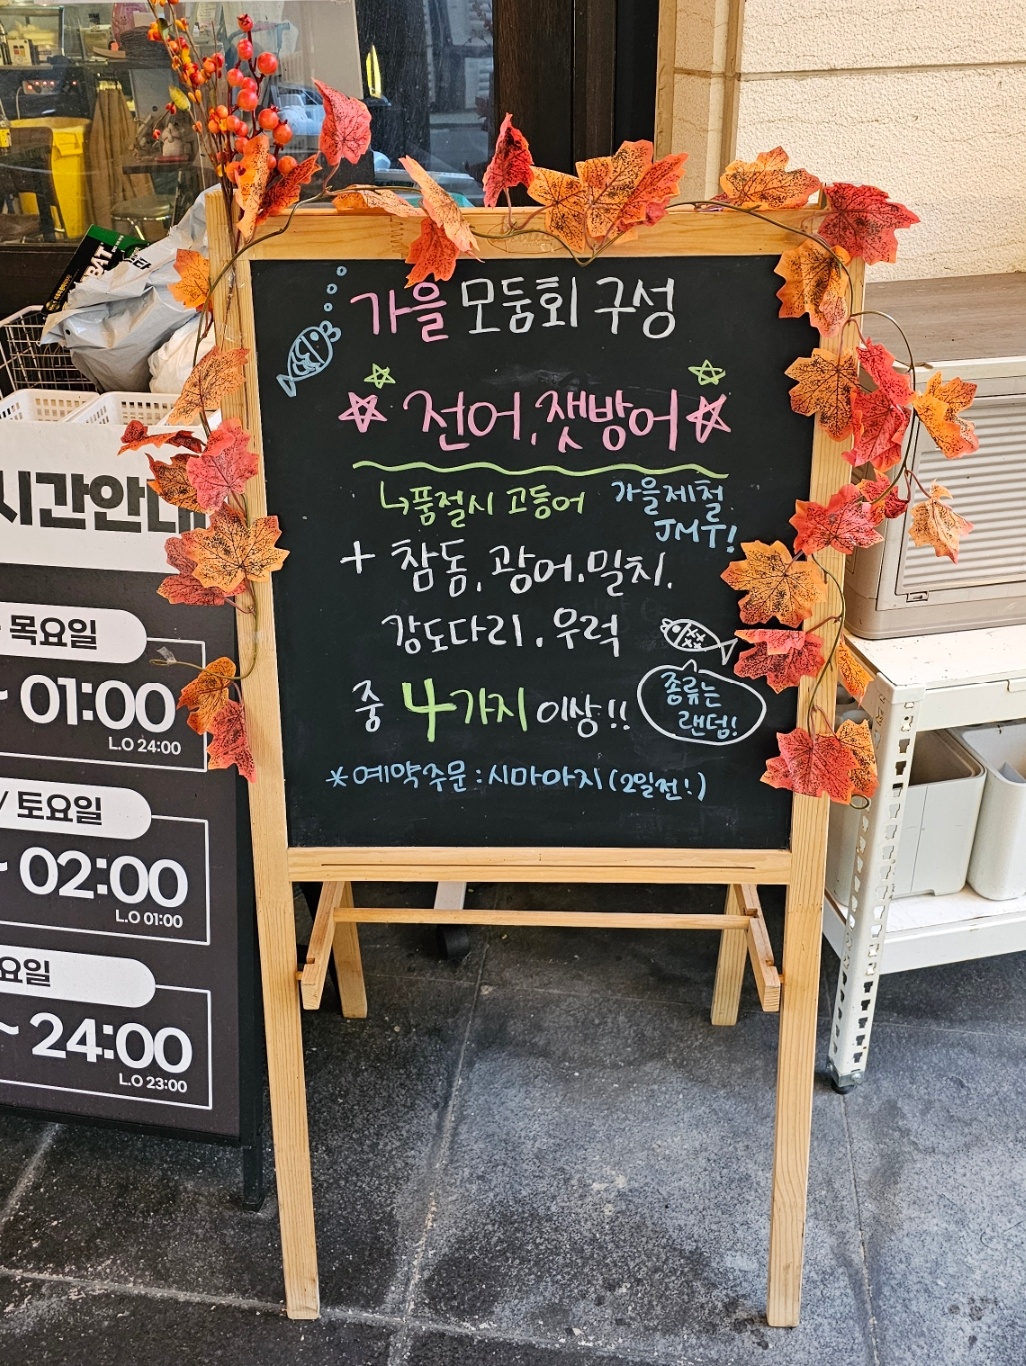 가을 모둠회 구성
전어, 잿방어
↳품절시 고등어
가을제철
JMT!
+ 참돔, 광어, 밀치,
강도다리, 우럭
중 4가지 이상!!
종류는
랜덤!
*예약주문 : 시마아지 (2일전!)
시간안내
목요일
~ 01:00
L.O 24:00
/ 토요일
~ 02:00
L.O 01:00
요일
~ 24:00
L.O 23:00